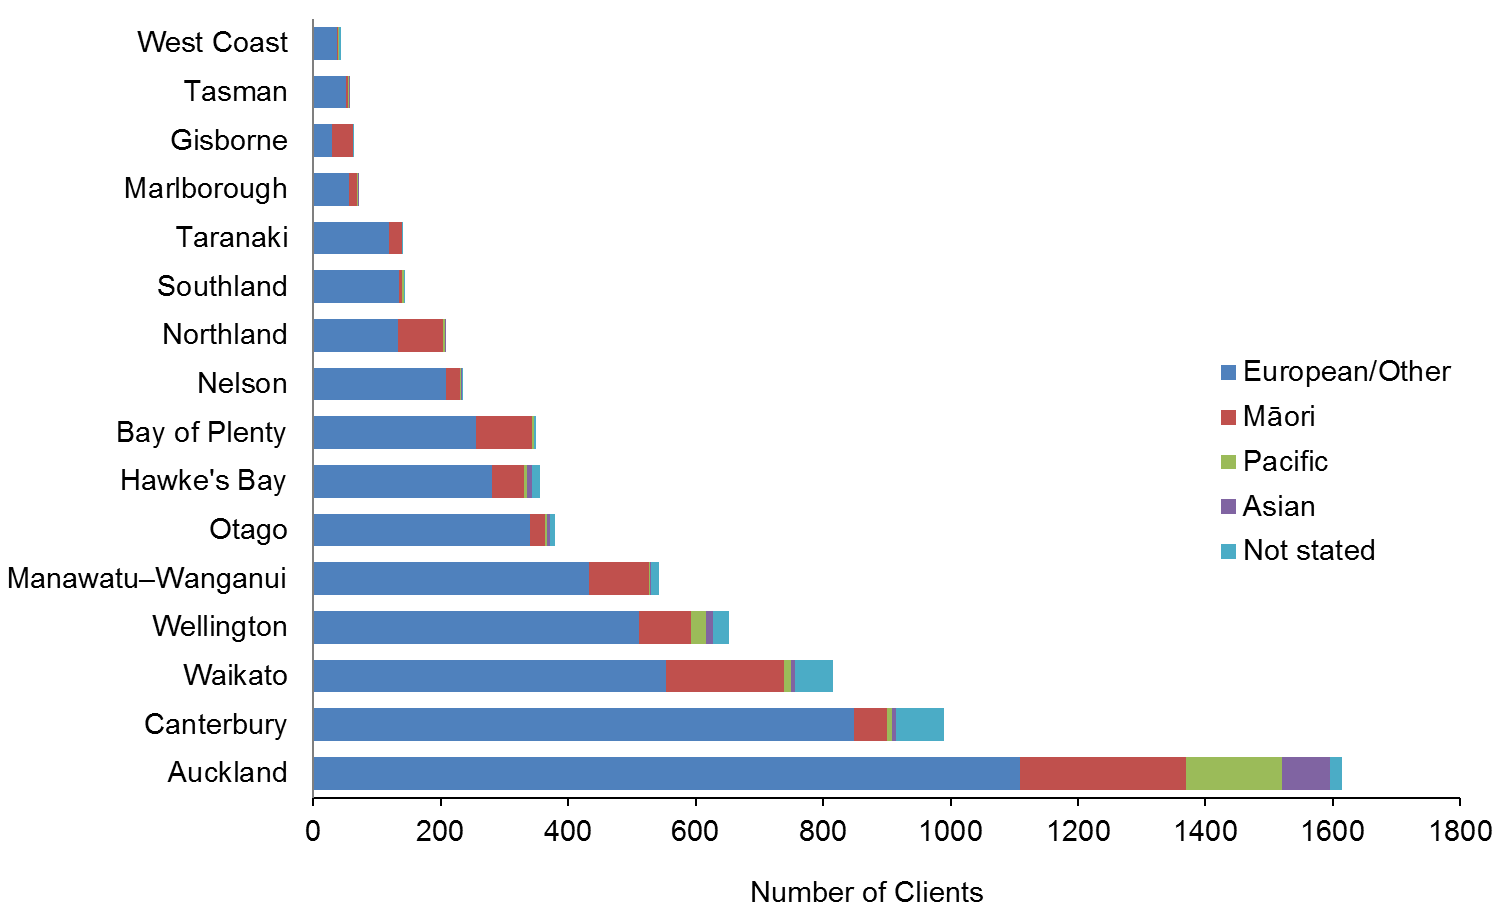 West Coast
Tasman
Gisborne
Marlborough
Taranaki
Southland
Northland
Nelson
Bay of Plenty
Hawke's Bay
Otago
Manawatu–Wanganui
Wellington
Waikato
Canterbury
Auckland
European/Other
Māori
Pacific
Asian
Not stated
0 200 400 600 800 1000 1200 1400 1600 1800
Number of Clients